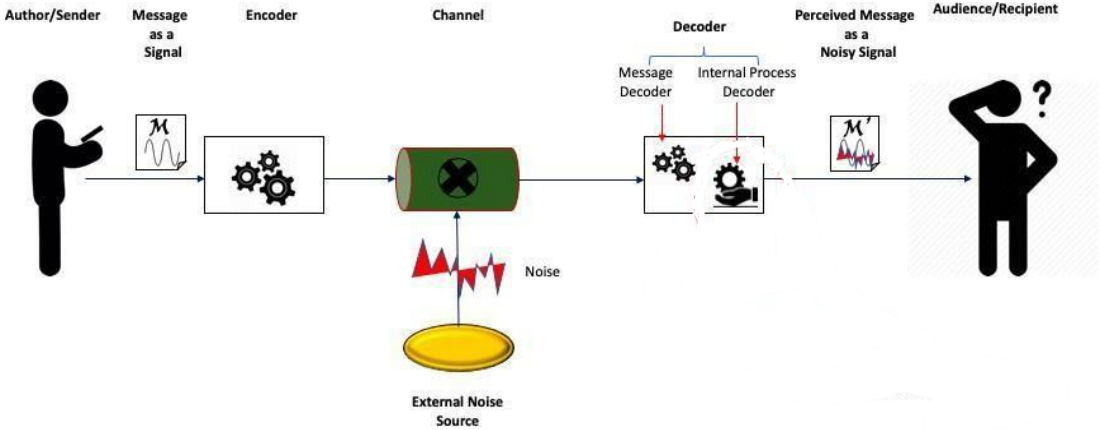 Author/Sender
Message
as a
Signal
Encoder
Channel
Decoder
Message
Decoder
Internal Process
Decoder
Perceived Message
as a
Noisy Signal
Audience/Recipient
M
M'
?
Noise
External Noise
Source